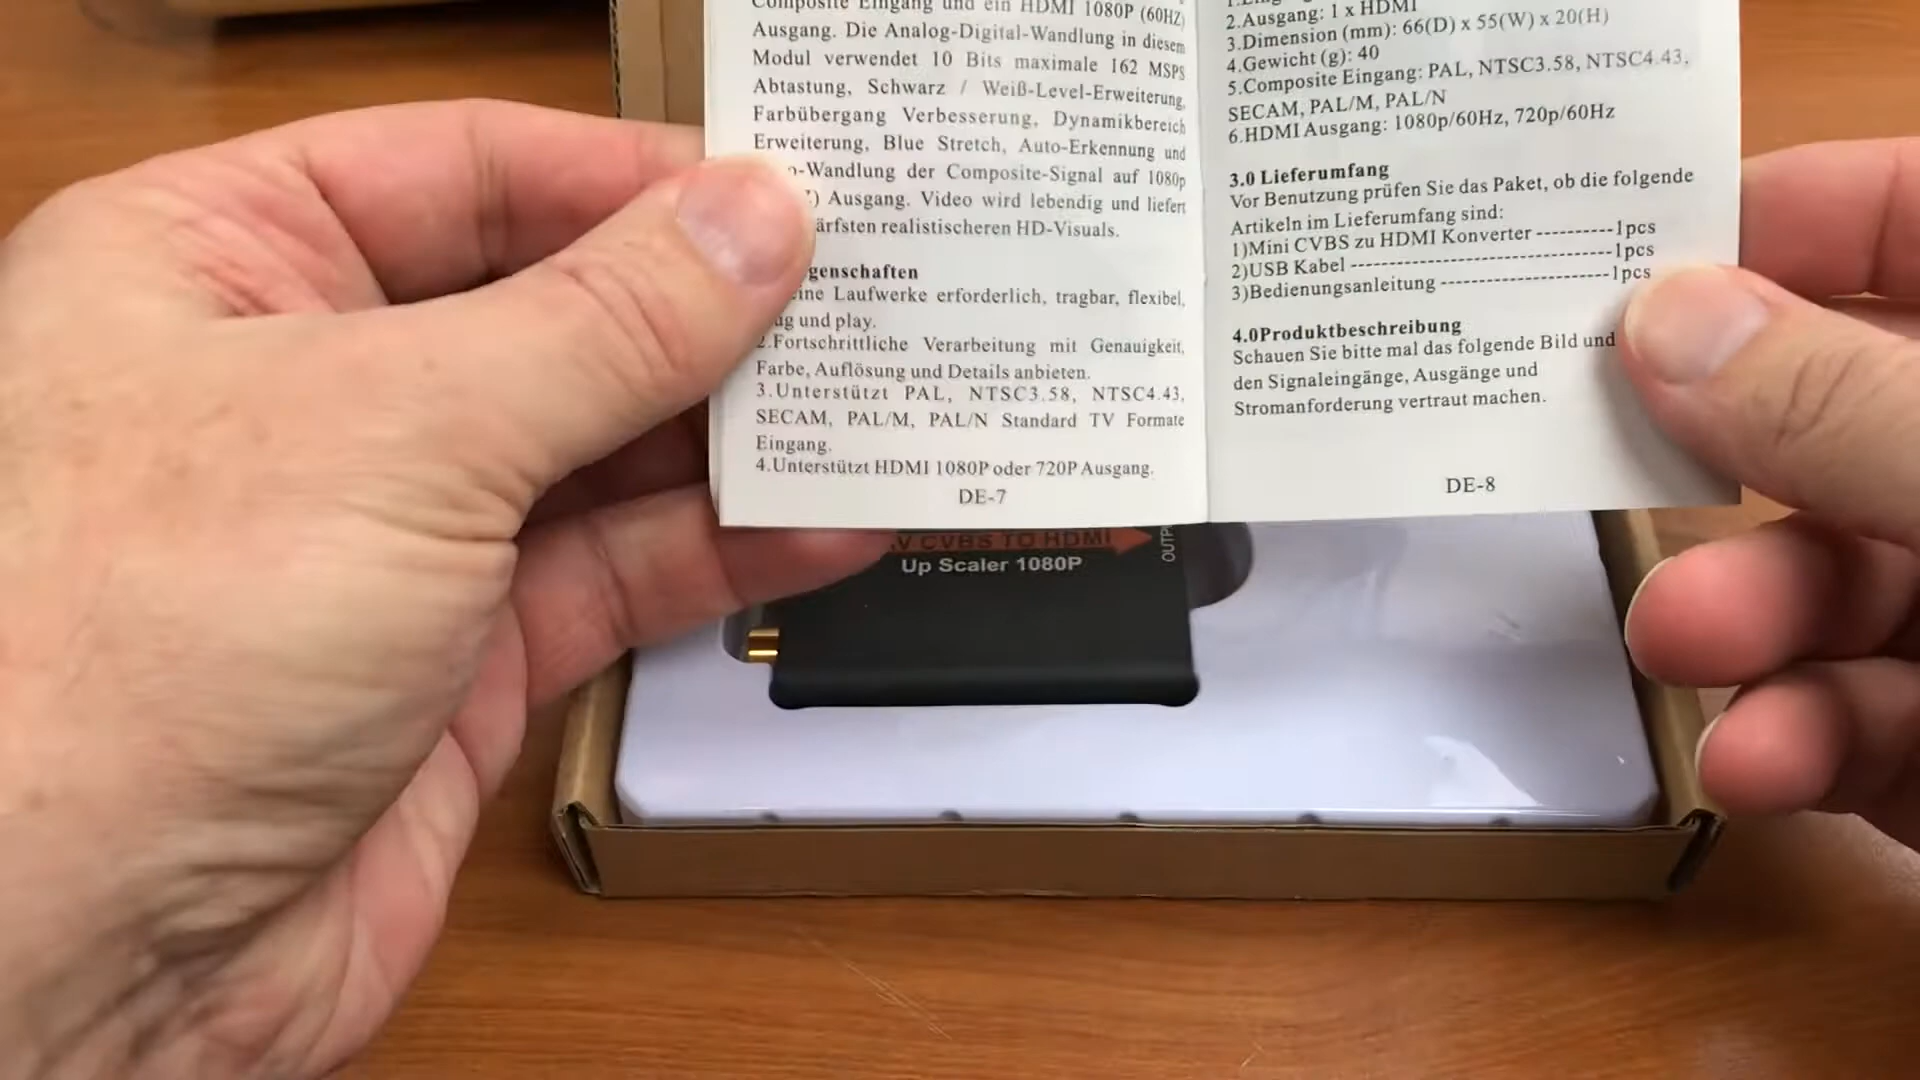 Composite Eingang und ein HDMI 1080P (60HZ)
Ausgang. Die Analog-Digital-Wandlung in diesem
Modul verwendet 10 Bits maximale 162 MSPS
Abtastung, Schwarz / Weiß-Level-Erweiterung,
Farbübergang Verbesserung, Dynamikbereich
Erweiterung, Blue Stretch, Auto-Erkennung und
-Wandlung der Composite-Signal auf 1080p
) Ausgang. Video wird lebendig und liefert
ärfsten realistischeren HD-Visuals.
genschaften
ine Laufwerke erforderlich, tragbar, flexibel,
ug und play.
2.Fortschrittliche Verarbeitung mit Genauigkeit,
Farbe, Auflösung und Details anbieten.
3.Unterstützt PAL, NTSC3.58, NTSC4.43,
SECAM, PAL/M, PAL/N Standard TV Formate
Eingang.
4.Unterstützt HDMI 1080P oder 720P Ausgang.
DE-7
2.Ausgang: 1 x HDMI
3.Dimension (mm): 66(D) x 55(W) x 20(H)
4.Gewicht (g): 40
5.Composite Eingang: PAL, NTSC3.58, NTSC4.43,
SECAM, PAL/M, PAL/N
6.HDMI Ausgang: 1080p/60Hz, 720p/60Hz
3.0 Lieferumfang
Vor Benutzung prüfen Sie das Paket, ob die folgende
Artikeln im Lieferumfang sind:
1)Mini CVBS zu HDMI Konverter ----------1pcs
2)USB Kabel ------------------------------1pcs
3)Bedienungsanleitung -------------------1pcs
4.0Produktbeschreibung
Schauen Sie bitte mal das folgende Bild und
den Signaleingänge, Ausgänge und
Stromanforderung vertraut machen.
DE-8
V CVBS TO HDMI
Up Scaler 1080P
OUTP